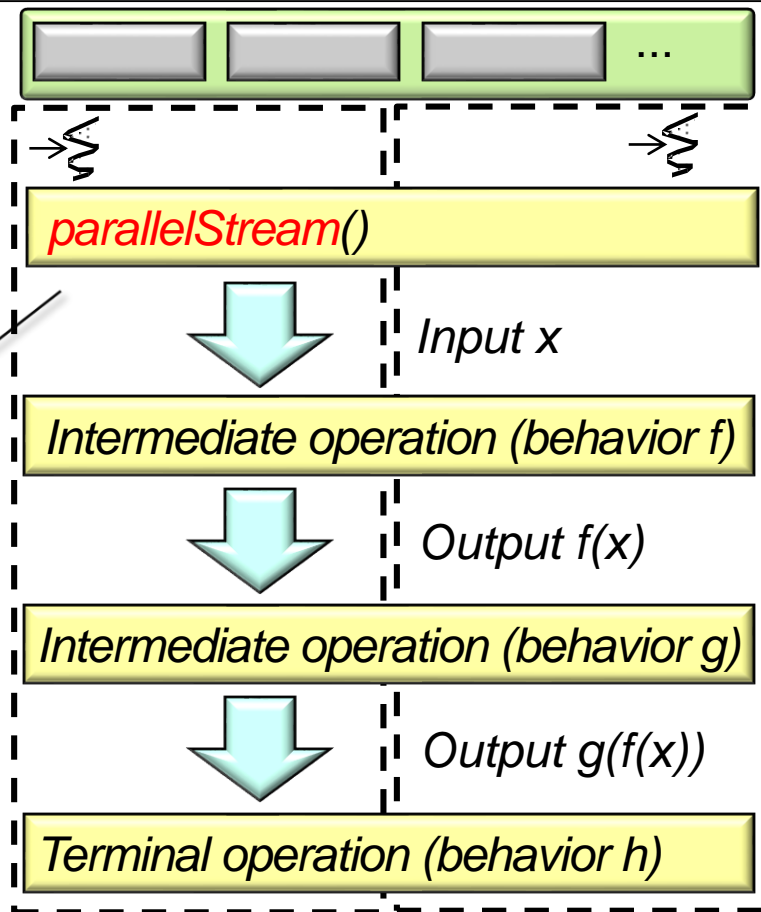 ...
parallelStream()
Input x
Intermediate operation (behavior f)
Output f(x)
Intermediate operation (behavior g)
Output g(f(x))
Terminal operation (behavior h)